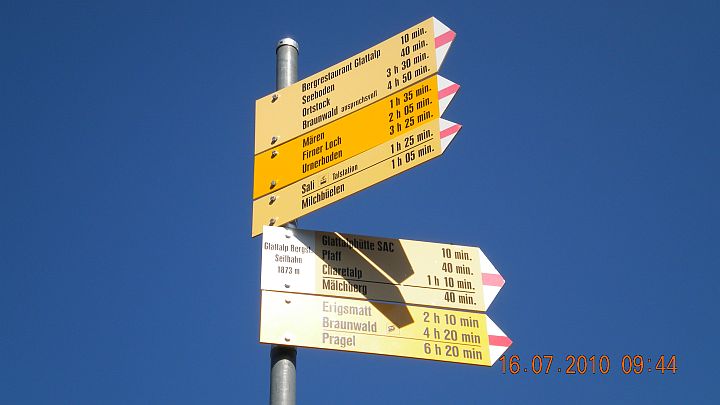 Bergrestaurant Glattalp 10 min.
Seeboden 40 min.
Ortstock 3 h 30 min.
Braunwald anspruchsvoll 4 h 50 min.
Mären 1 h 35 min.
Firner Loch 2 h 05 min.
Urnerboden 3 h 25 min.
Sali Talstation 1 h 25 min.
Milchbüelen 1 h 05 min.
Glattalp Bergst.
Seilbahn
1873 m
Glattalphütte SAC 10 min.
Pfaff 40 min.
Charetalp 1 h 10 min.
Mälchberg 40 min.
Erigsmatt 2 h 10 min
Braunwald 4 h 20 min
Pragel 6 h 20 min
16.07.2010 09:44